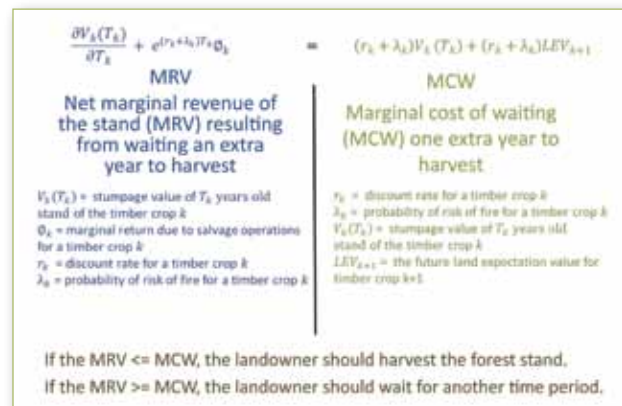 ∂V_k(T_k)/∂T_k + e^{(r_k+λ_k)T_k}∅_k = (r_k + λ_k)V_k(T_k) + (r_k + λ_k)LEV_{k+1}
MRV
Net marginal revenue of
the stand (MRV) resulting
from waiting an extra
year to harvest
V_k(T_k) = stumpage value of T_k years old
stand of the timber crop k
∅_k = marginal return due to salvage operations
for a timber crop k
r_k = discount rate for a timber crop k
λ_k = probability of risk of fire for a timber crop k
MCW
Marginal cost of waiting
(MCW) one extra year to
harvest
r_k = discount rate for a timber crop k
λ_k = probability of risk of fire for a timber crop k
V_k(T_k) = stumpage value of T_k years old
stand of the timber crop k
LEV_{k+1} = the future land expectation value for
timber crop k+1
If the MRV <= MCW, the landowner should harvest the forest stand.
If the MRV >= MCW, the landowner should wait for another time period.